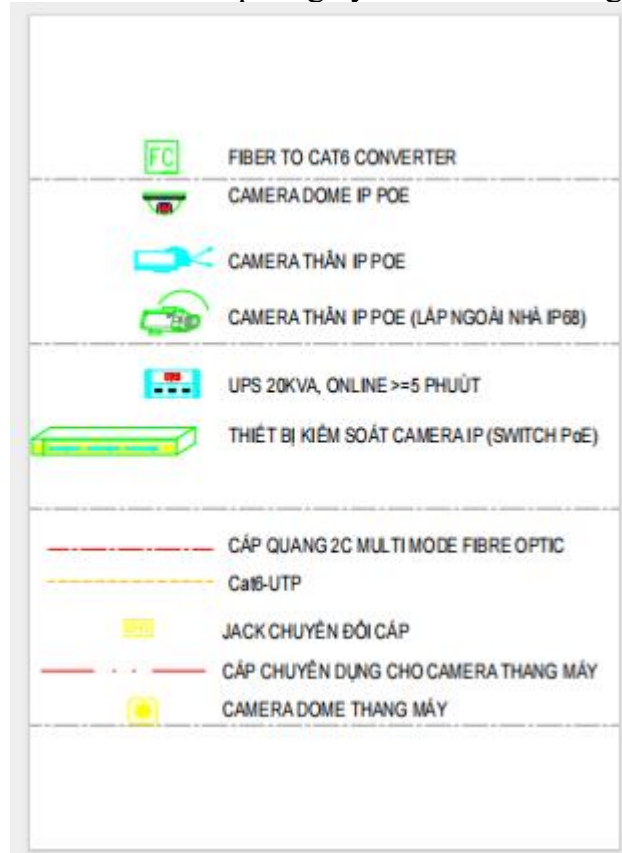 FC FIBER TO CAT6 CONVERTER
CAMERA DOME IP POE
CAMERA THÂN IP POE
CAMERA THÂN IP POE (LẮP NGOÀI NHÀ IP68)
UPS 20KVA, ONLINE >=5 PHUÙT
THIẾT BỊ KIỂM SOÁT CAMERA IP (SWITCH PoE)
CÁP QUANG 2C MULTI MODE FIBRE OPTIC
Cat6-UTP
JACK CHUYỂN ĐỔI CÁP
CÁP CHUYÊN DỤNG CHO CAMERA THANG MÁY
CAMERA DOME THANG MÁY